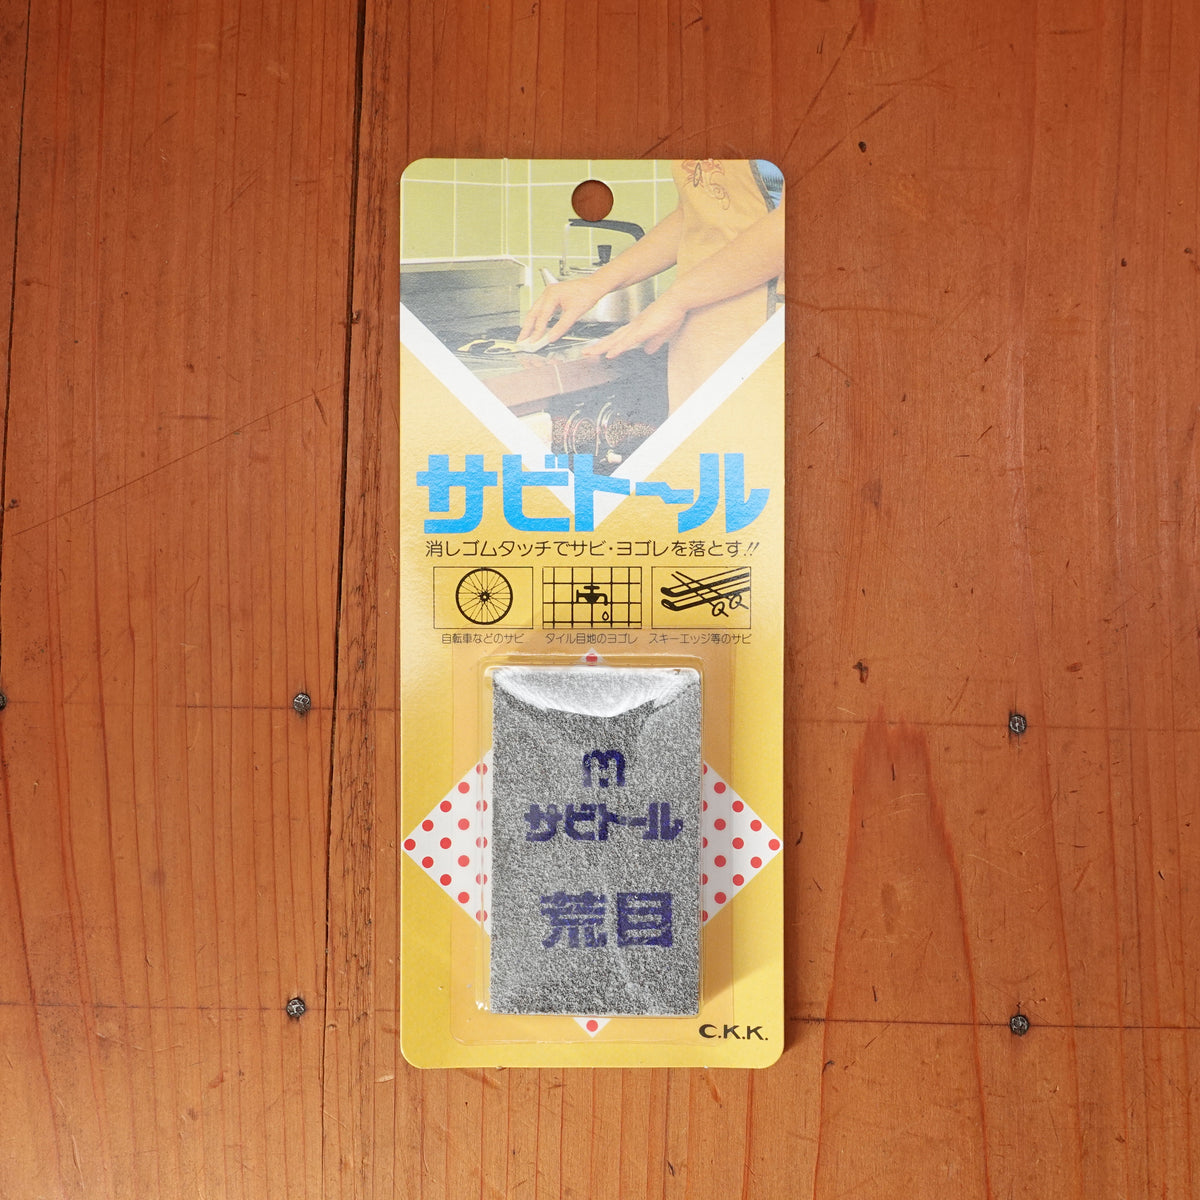 サビトール
消しゴムタッチでサビ・ヨゴレを落とす!!
自転車などのサビ
タイル目地のヨゴレ
スキーエッジ等のサビ
サビトール
荒目
C.K.K.